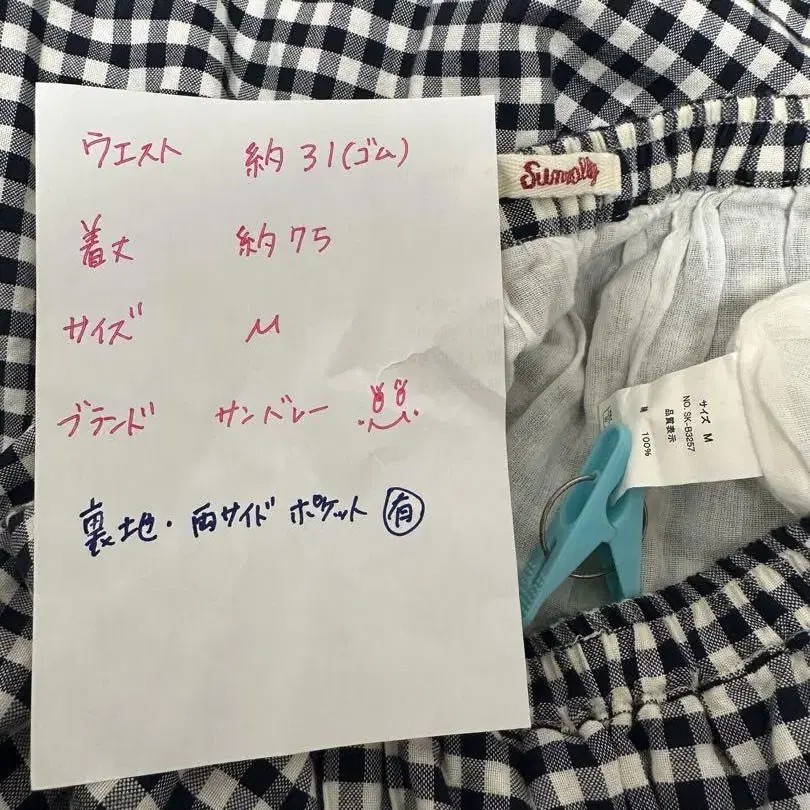 ウエスト 約31(ゴム)
着丈 約75
サイズ M
ブランド サンバレー
裏地・両サイドポケット 有
Sunvalley
サイズ M
NO. SK-B3257
品質表示
100%